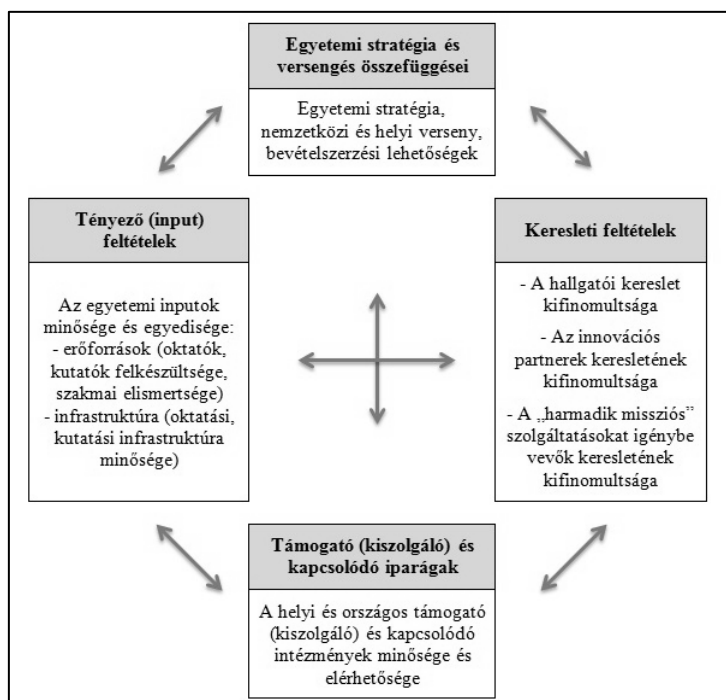 Egyetemi stratégia és
versengés összefüggései
Egyetemi stratégia,
nemzetközi és helyi verseny,
bevételszerzési lehetőségek
Tényező (input)
feltételek
Az egyetemi inputok
minősége és egyedisége:
- erőforrások (oktatók,
kutatók felkészültsége,
szakmai elismertsége)
- infrastruktúra (oktatási,
kutatási infrastruktúra
minősége)
Keresleti feltételek
- A hallgatói kereslet
kifinomultsága
- Az innovációs
partnerek keresletének
kifinomultsága
- A „harmadik missziós”
szolgáltatásokat igénybe
vevők keresletének
kifinomultsága
Támogató (kiszolgáló) és
kapcsolódó iparágak
A helyi és országos támogató
(kiszolgáló) és kapcsolódó
intézmények minősége és
elérhetősége